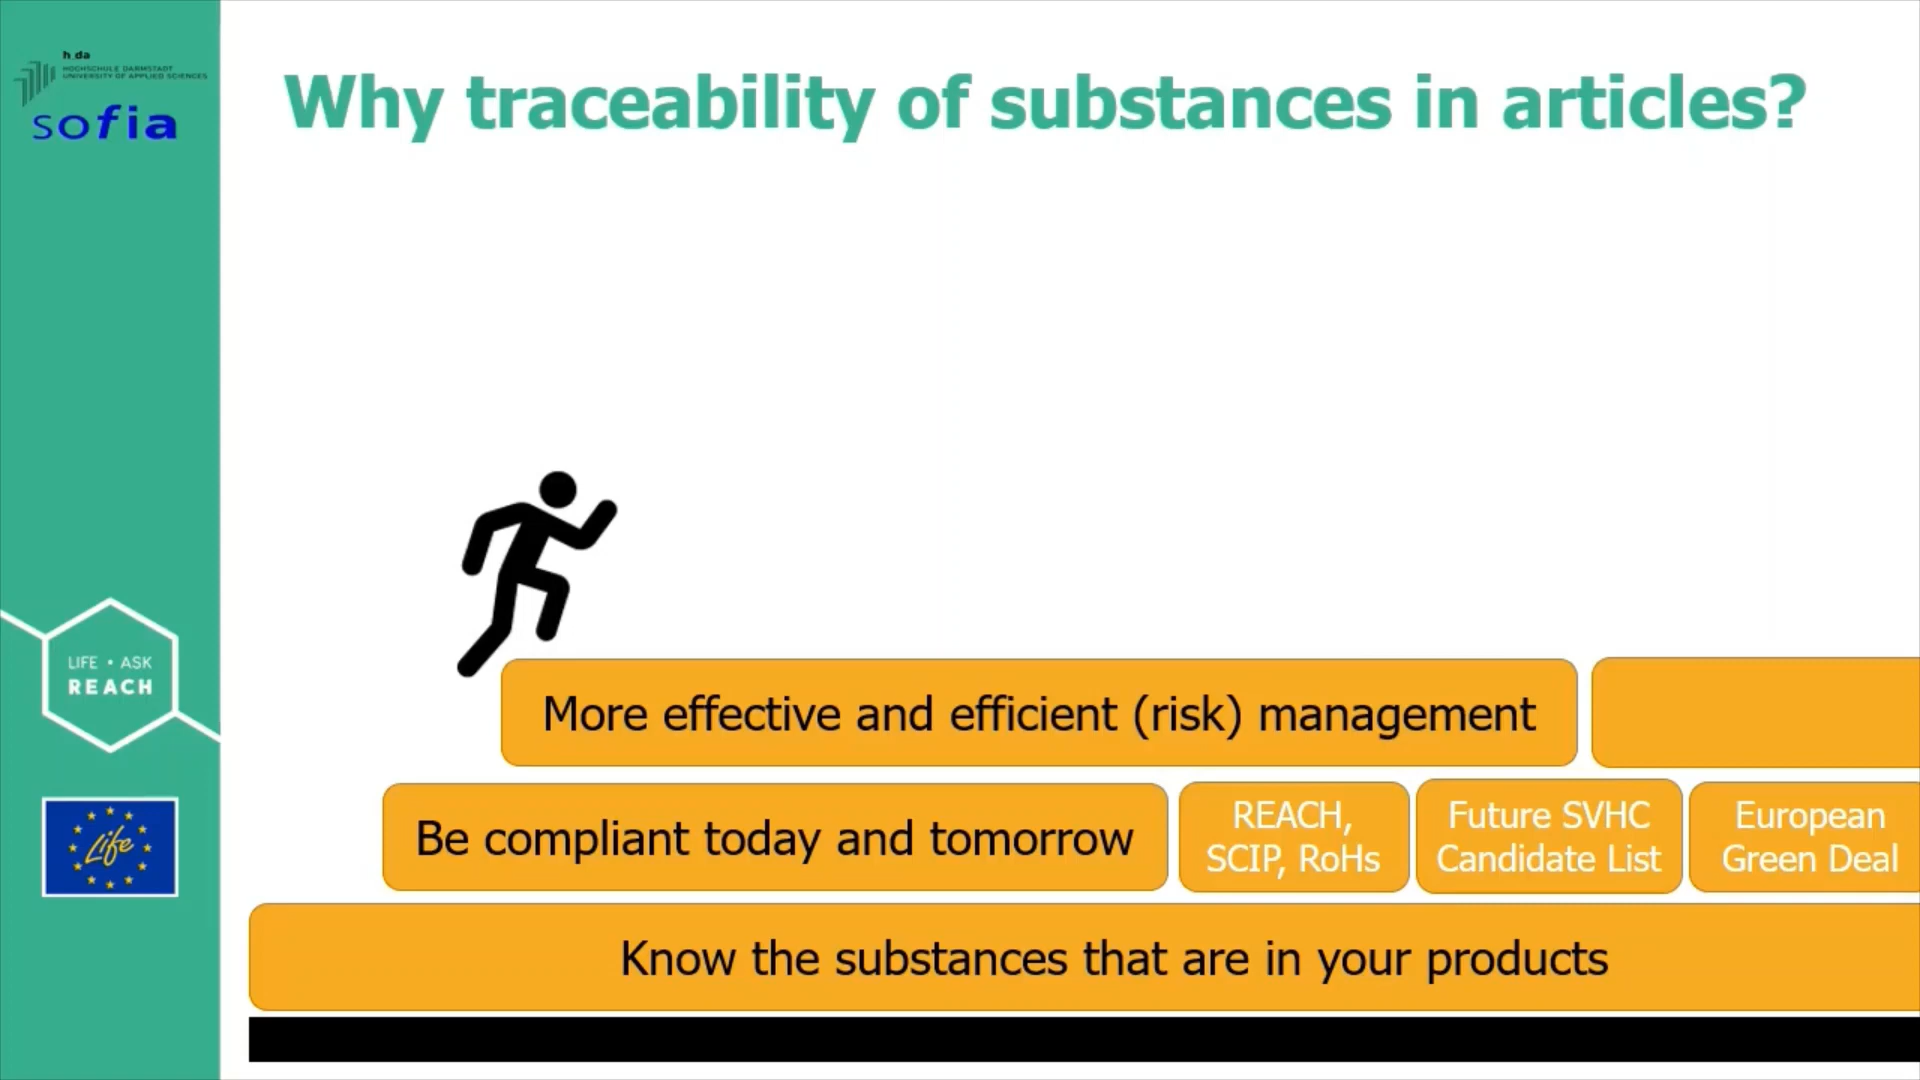 h_da
HOCHSCHULE DARMSTADT
UNIVERSITY OF APPLIED SCIENCES
sofia
Why traceability of substances in articles?
LIFE • ASK
REACH
Life
More effective and efficient (risk) management
Be compliant today and tomorrow
REACH,
SCIP, RoHs
Future SVHC
Candidate List
European
Green Deal
Know the substances that are in your products